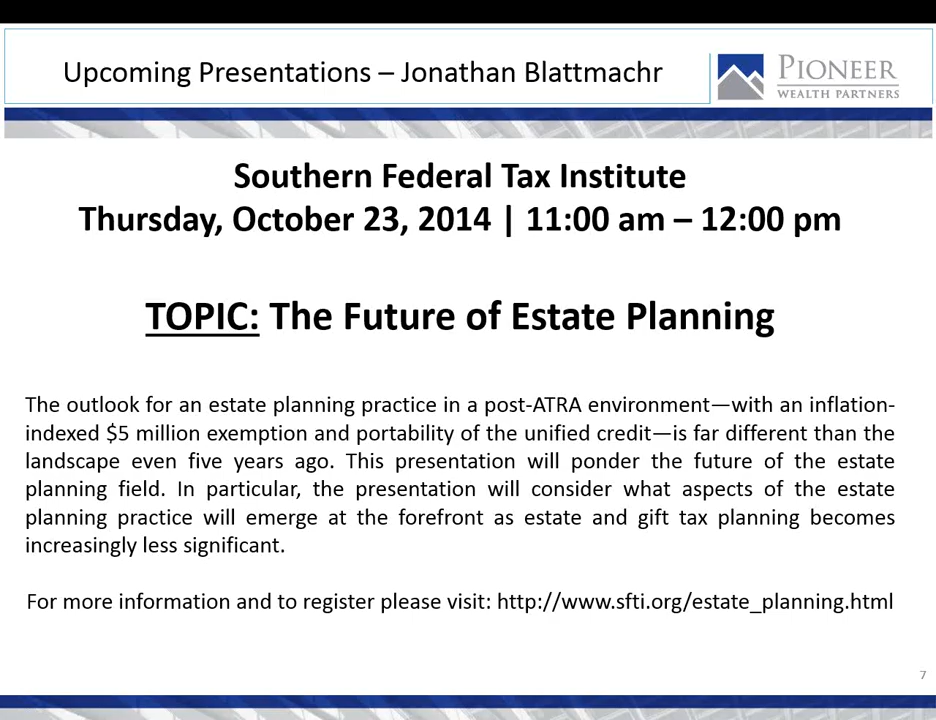 Upcoming Presentations – Jonathan Blattmachr
PIONEER
WEALTH PARTNERS
Southern Federal Tax Institute
Thursday, October 23, 2014 | 11:00 am – 12:00 pm
TOPIC: The Future of Estate Planning
The outlook for an estate planning practice in a post-ATRA environment—with an inflation-
indexed $5 million exemption and portability of the unified credit—is far different than the
landscape even five years ago. This presentation will ponder the future of the estate
planning field. In particular, the presentation will consider what aspects of the estate
planning practice will emerge at the forefront as estate and gift tax planning becomes
increasingly less significant.
For more information and to register please visit: http://www.sfti.org/estate_planning.html
7